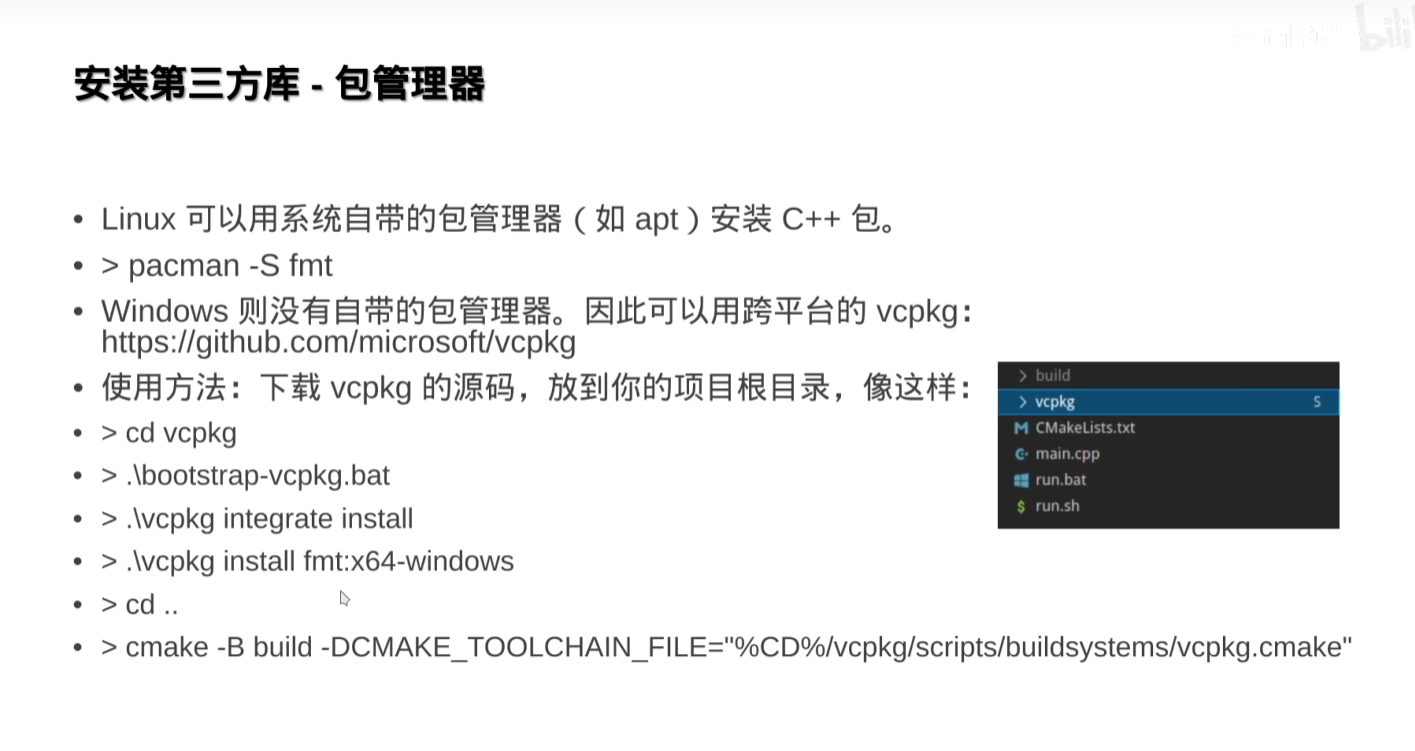 安装第三方库 - 包管理器
• Linux 可以用系统自带的包管理器（如 apt）安装 C++ 包。
• > pacman -S fmt
• Windows 则没有自带的包管理器。因此可以用跨平台的 vcpkg：
https://github.com/microsoft/vcpkg
• 使用方法：下载 vcpkg 的源码，放到你的项目根目录，像这样：
• > cd vcpkg
• > .\bootstrap-vcpkg.bat
• > .\vcpkg integrate install
• > .\vcpkg install fmt:x64-windows
• > cd ..
• > cmake -B build -DCMAKE_TOOLCHAIN_FILE="%CD%/vcpkg/scripts/buildsystems/vcpkg.cmake"
> build
> vcpkg S
CMakeLists.txt
main.cpp
run.bat
$ run.sh